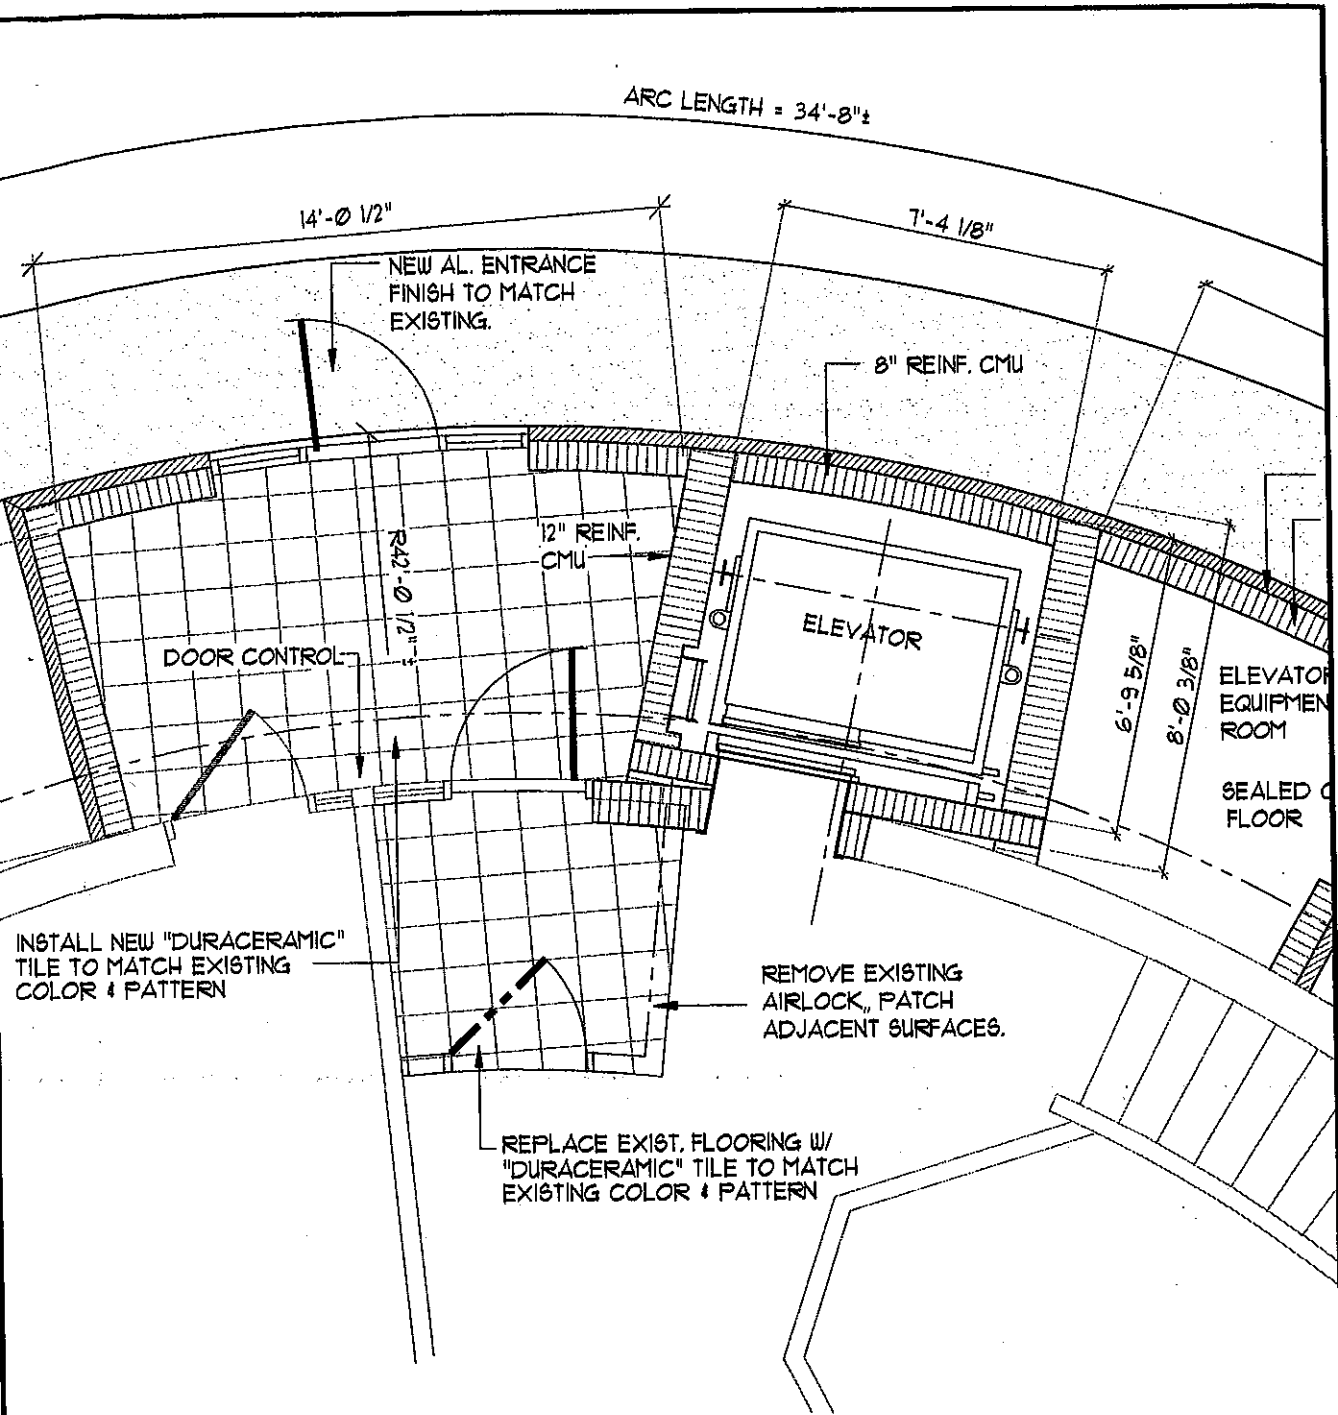 ARC LENGTH = 34'-8"±
14'-0 1/2"
7'-4 1/8"
NEW AL. ENTRANCE
FINISH TO MATCH
EXISTING.
8" REINF. CMU
12" REINF.
CMU
R42'-0 1/2"±
ELEVATOR
DOOR CONTROL
6'-9 5/8"
8'-0 3/8"
ELEVATOR
EQUIPMEN
ROOM
SEALED
FLOOR
INSTALL NEW "DURACERAMIC"
TILE TO MATCH EXISTING
COLOR & PATTERN
REMOVE EXISTING
AIRLOCK,, PATCH
ADJACENT SURFACES.
REPLACE EXIST. FLOORING W/
"DURACERAMIC" TILE TO MATCH
EXISTING COLOR & PATTERN